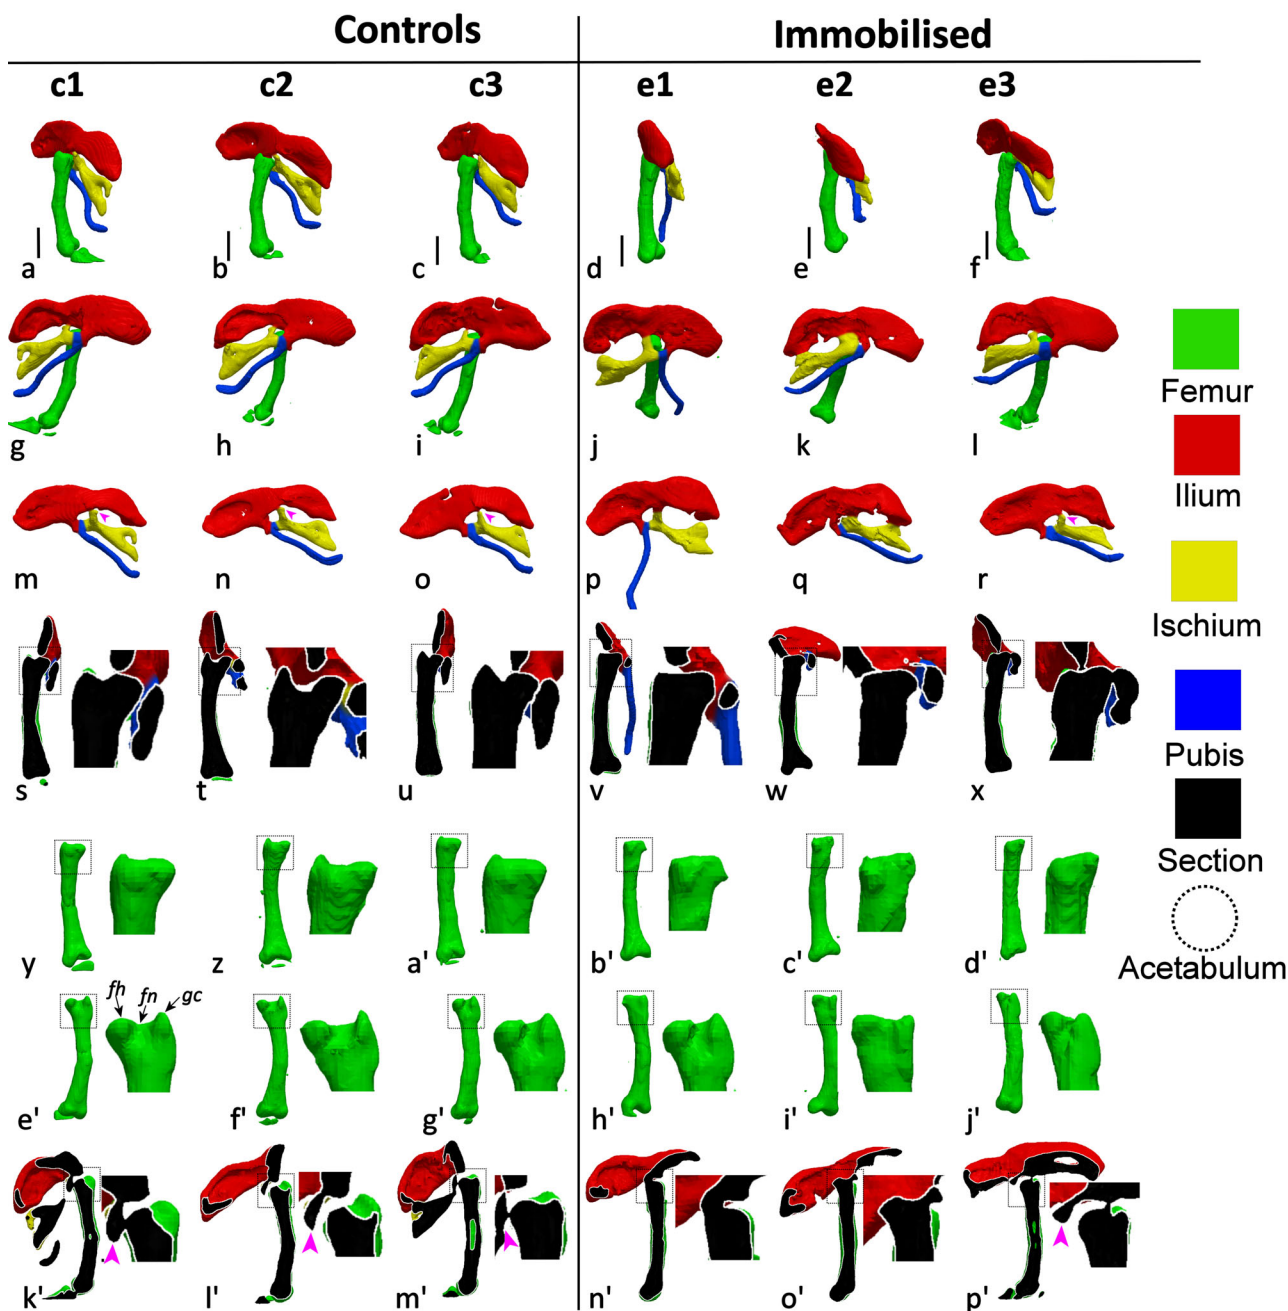 Controls Immobilised
c1 c2 c3 e1 e2 e3
a b c d e f
g h i j k l
Femur
Ilium
m n o p q r
Ischium
s t u v w x
Pubis
Section
y z a' b' c' d'
Acetabulum
fh fn gc
e' f' g' h' i' j'
k' l' m' n' o' p'